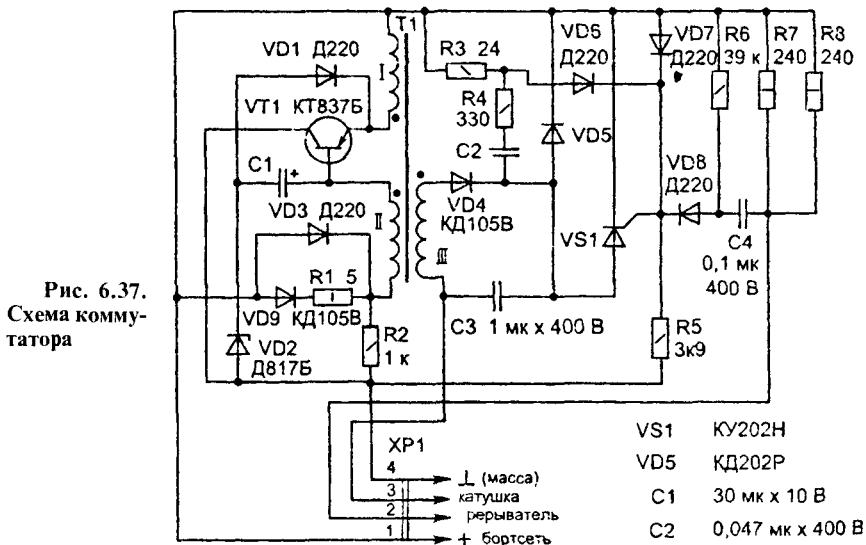 T1
VD1 Д220
I
VT1 КТ837Б
C1 +
VD3 Д220
II
R1 5
VD9 КД105В
VD2
Д817Б
R2
1 к
R3 24
R4
330
C2
VD4
КД105В
III
C3 1 мк x 400 В
VD6
Д220
VD5
VS1
VD7
Д220
VD8
Д220
R6
39 к
R7
240
R8
240
C4
0,1 мк
400 В
R5
3к9
Рис. 6.37.
Схема комму-
татора
XP1
4 ⊥ (масса)
3 катушка
2 рерыватель
1 + бортсеть
VS1 КУ202Н
VD5 КД202Р
C1 30 мк x 10 В
C2 0,047 мк x 400 В